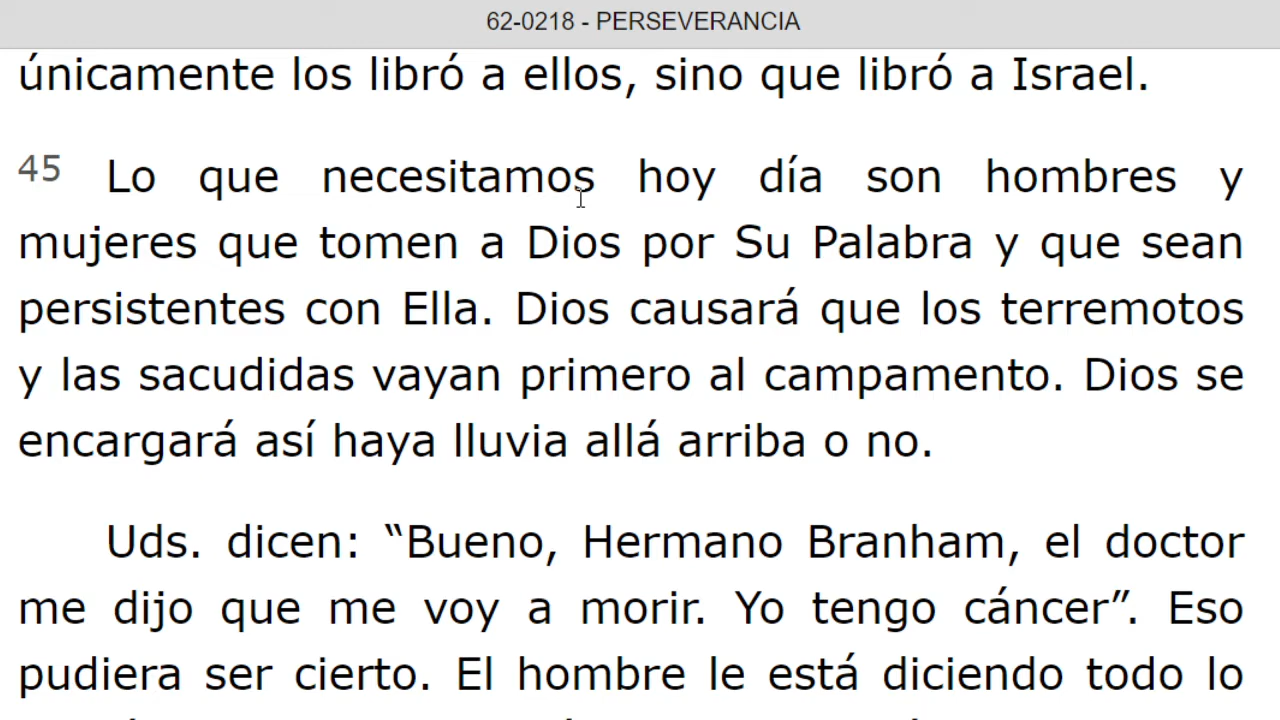 62-0218 - PERSEVERANCIA
únicamente los libró a ellos, sino que libró a Israel.
45 Lo que necesitamos hoy día son hombres y
mujeres que tomen a Dios por Su Palabra y que sean
persistentes con Ella. Dios causará que los terremotos
y las sacudidas vayan primero al campamento. Dios se
encargará así haya lluvia allá arriba o no.
Uds. dicen: “Bueno, Hermano Branham, el doctor
me dijo que me voy a morir. Yo tengo cáncer”. Eso
pudiera ser cierto. El hombre le está diciendo todo lo